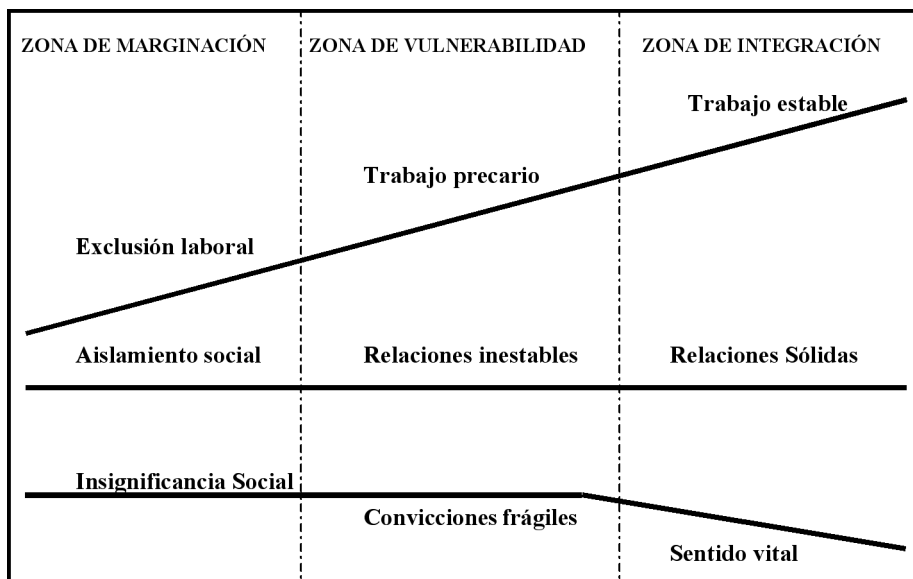 ZONA DE MARGINACIÓN
ZONA DE VULNERABILIDAD
ZONA DE INTEGRACIÓN
Trabajo estable
Trabajo precario
Exclusión laboral
Aislamiento social
Relaciones inestables
Relaciones Sólidas
Insignificancia Social
Convicciones frágiles
Sentido vital